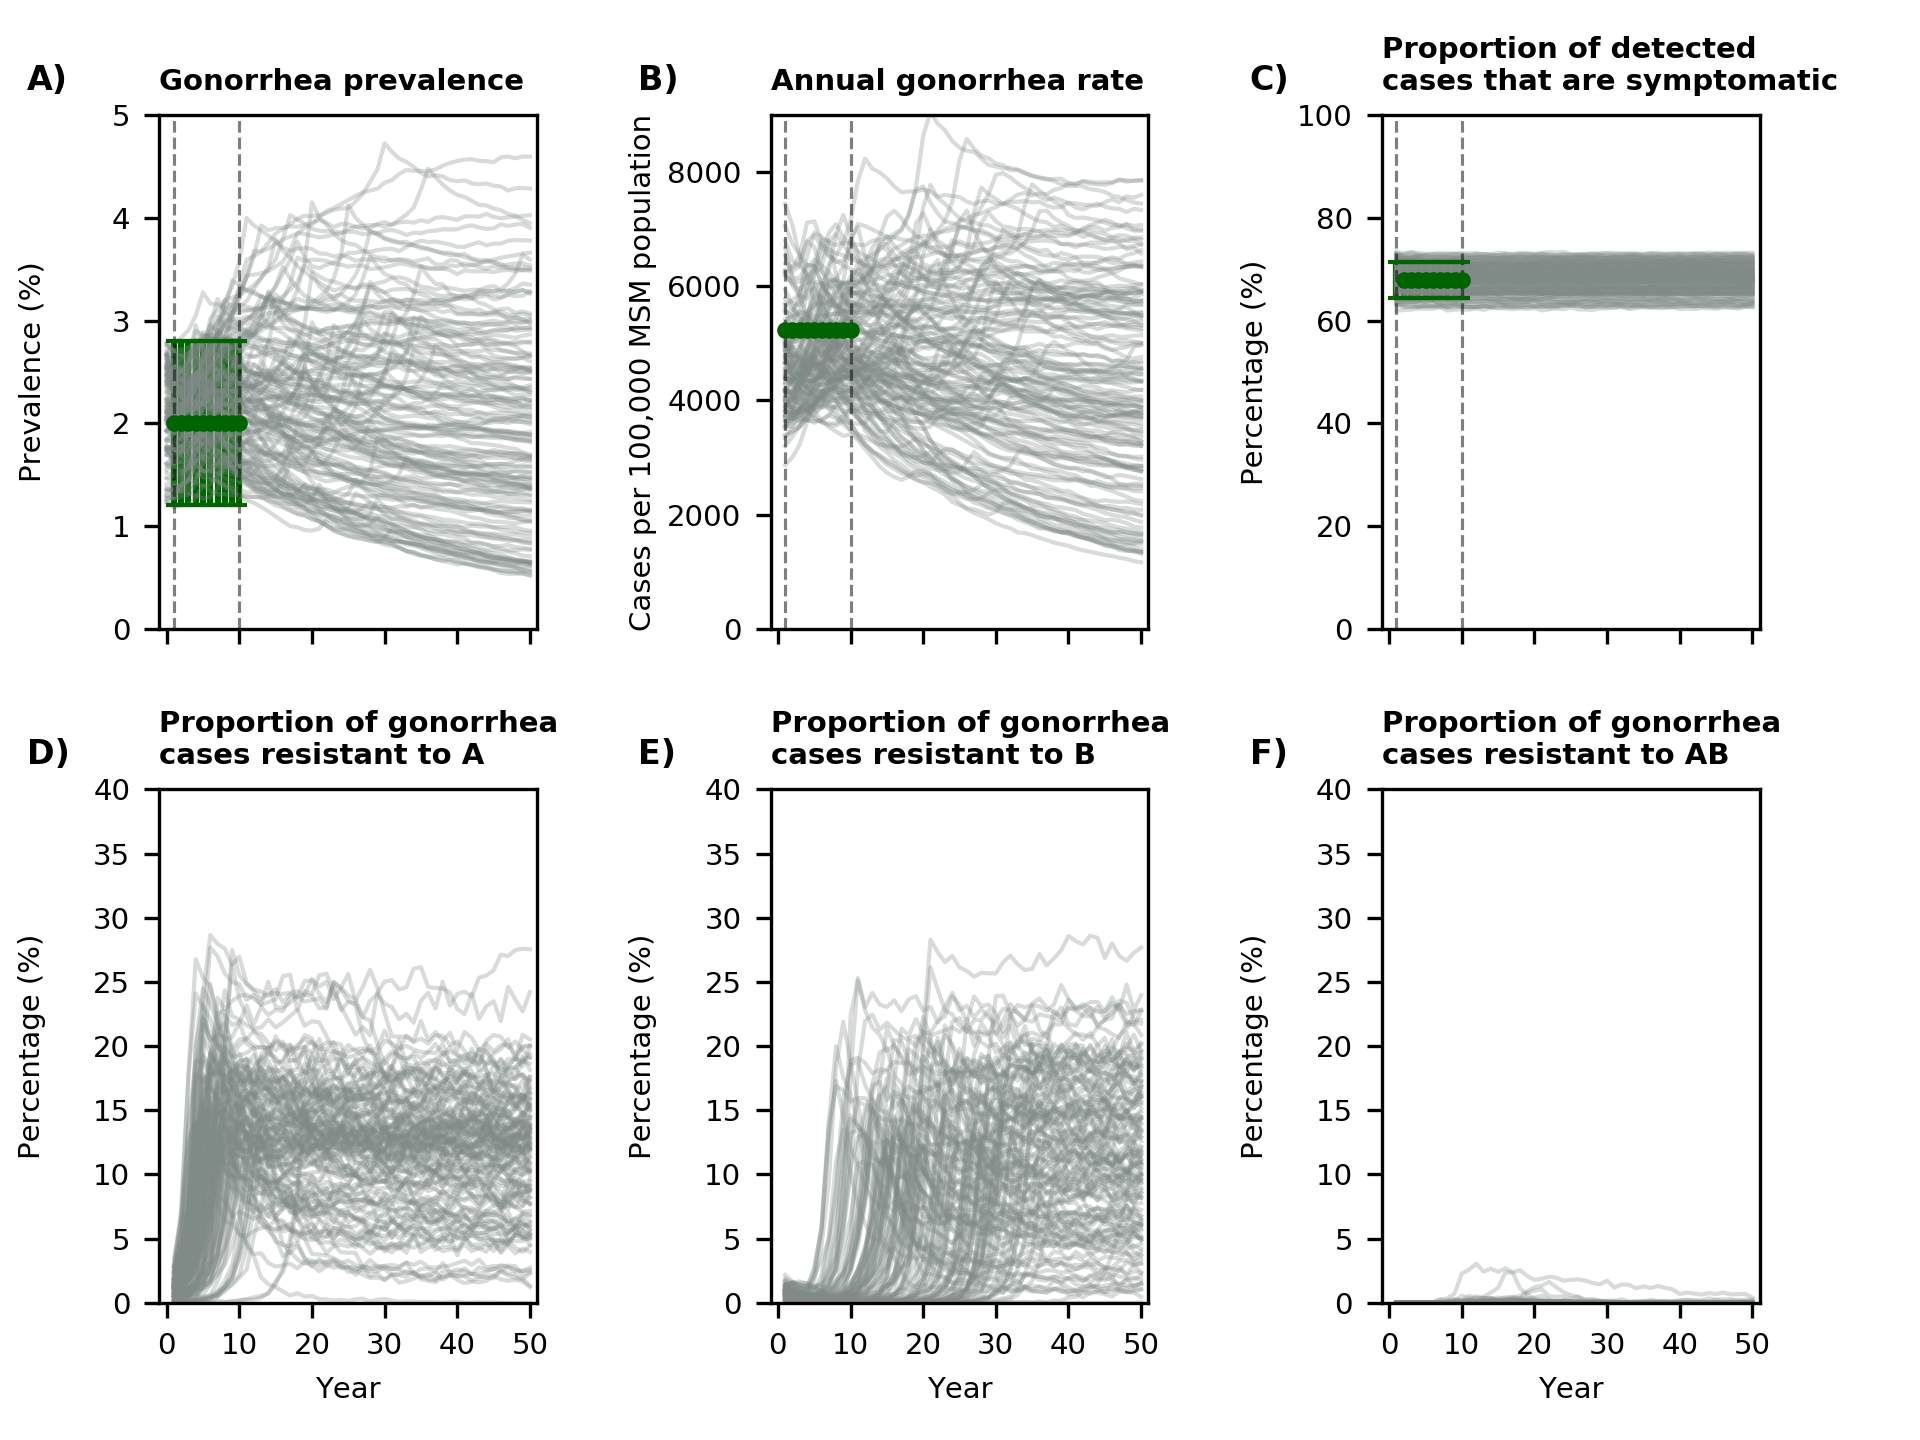 A)
Gonorrhea prevalence
5
4
3
2
1
0
Prevalence (%)
B)
Annual gonorrhea rate
8000
6000
4000
2000
0
Cases per 100,000 MSM population
C)
Proportion of detected
cases that are symptomatic
100
80
60
40
20
0
Percentage (%)
D)
Proportion of gonorrhea
cases resistant to A
40
35
30
25
20
15
10
5
0
Percentage (%)
0 10 20 30 40 50
Year
E)
Proportion of gonorrhea
cases resistant to B
40
35
30
25
20
15
10
5
0
Percentage (%)
0 10 20 30 40 50
Year
F)
Proportion of gonorrhea
cases resistant to AB
40
35
30
25
20
15
10
5
0
Percentage (%)
0 10 20 30 40 50
Year